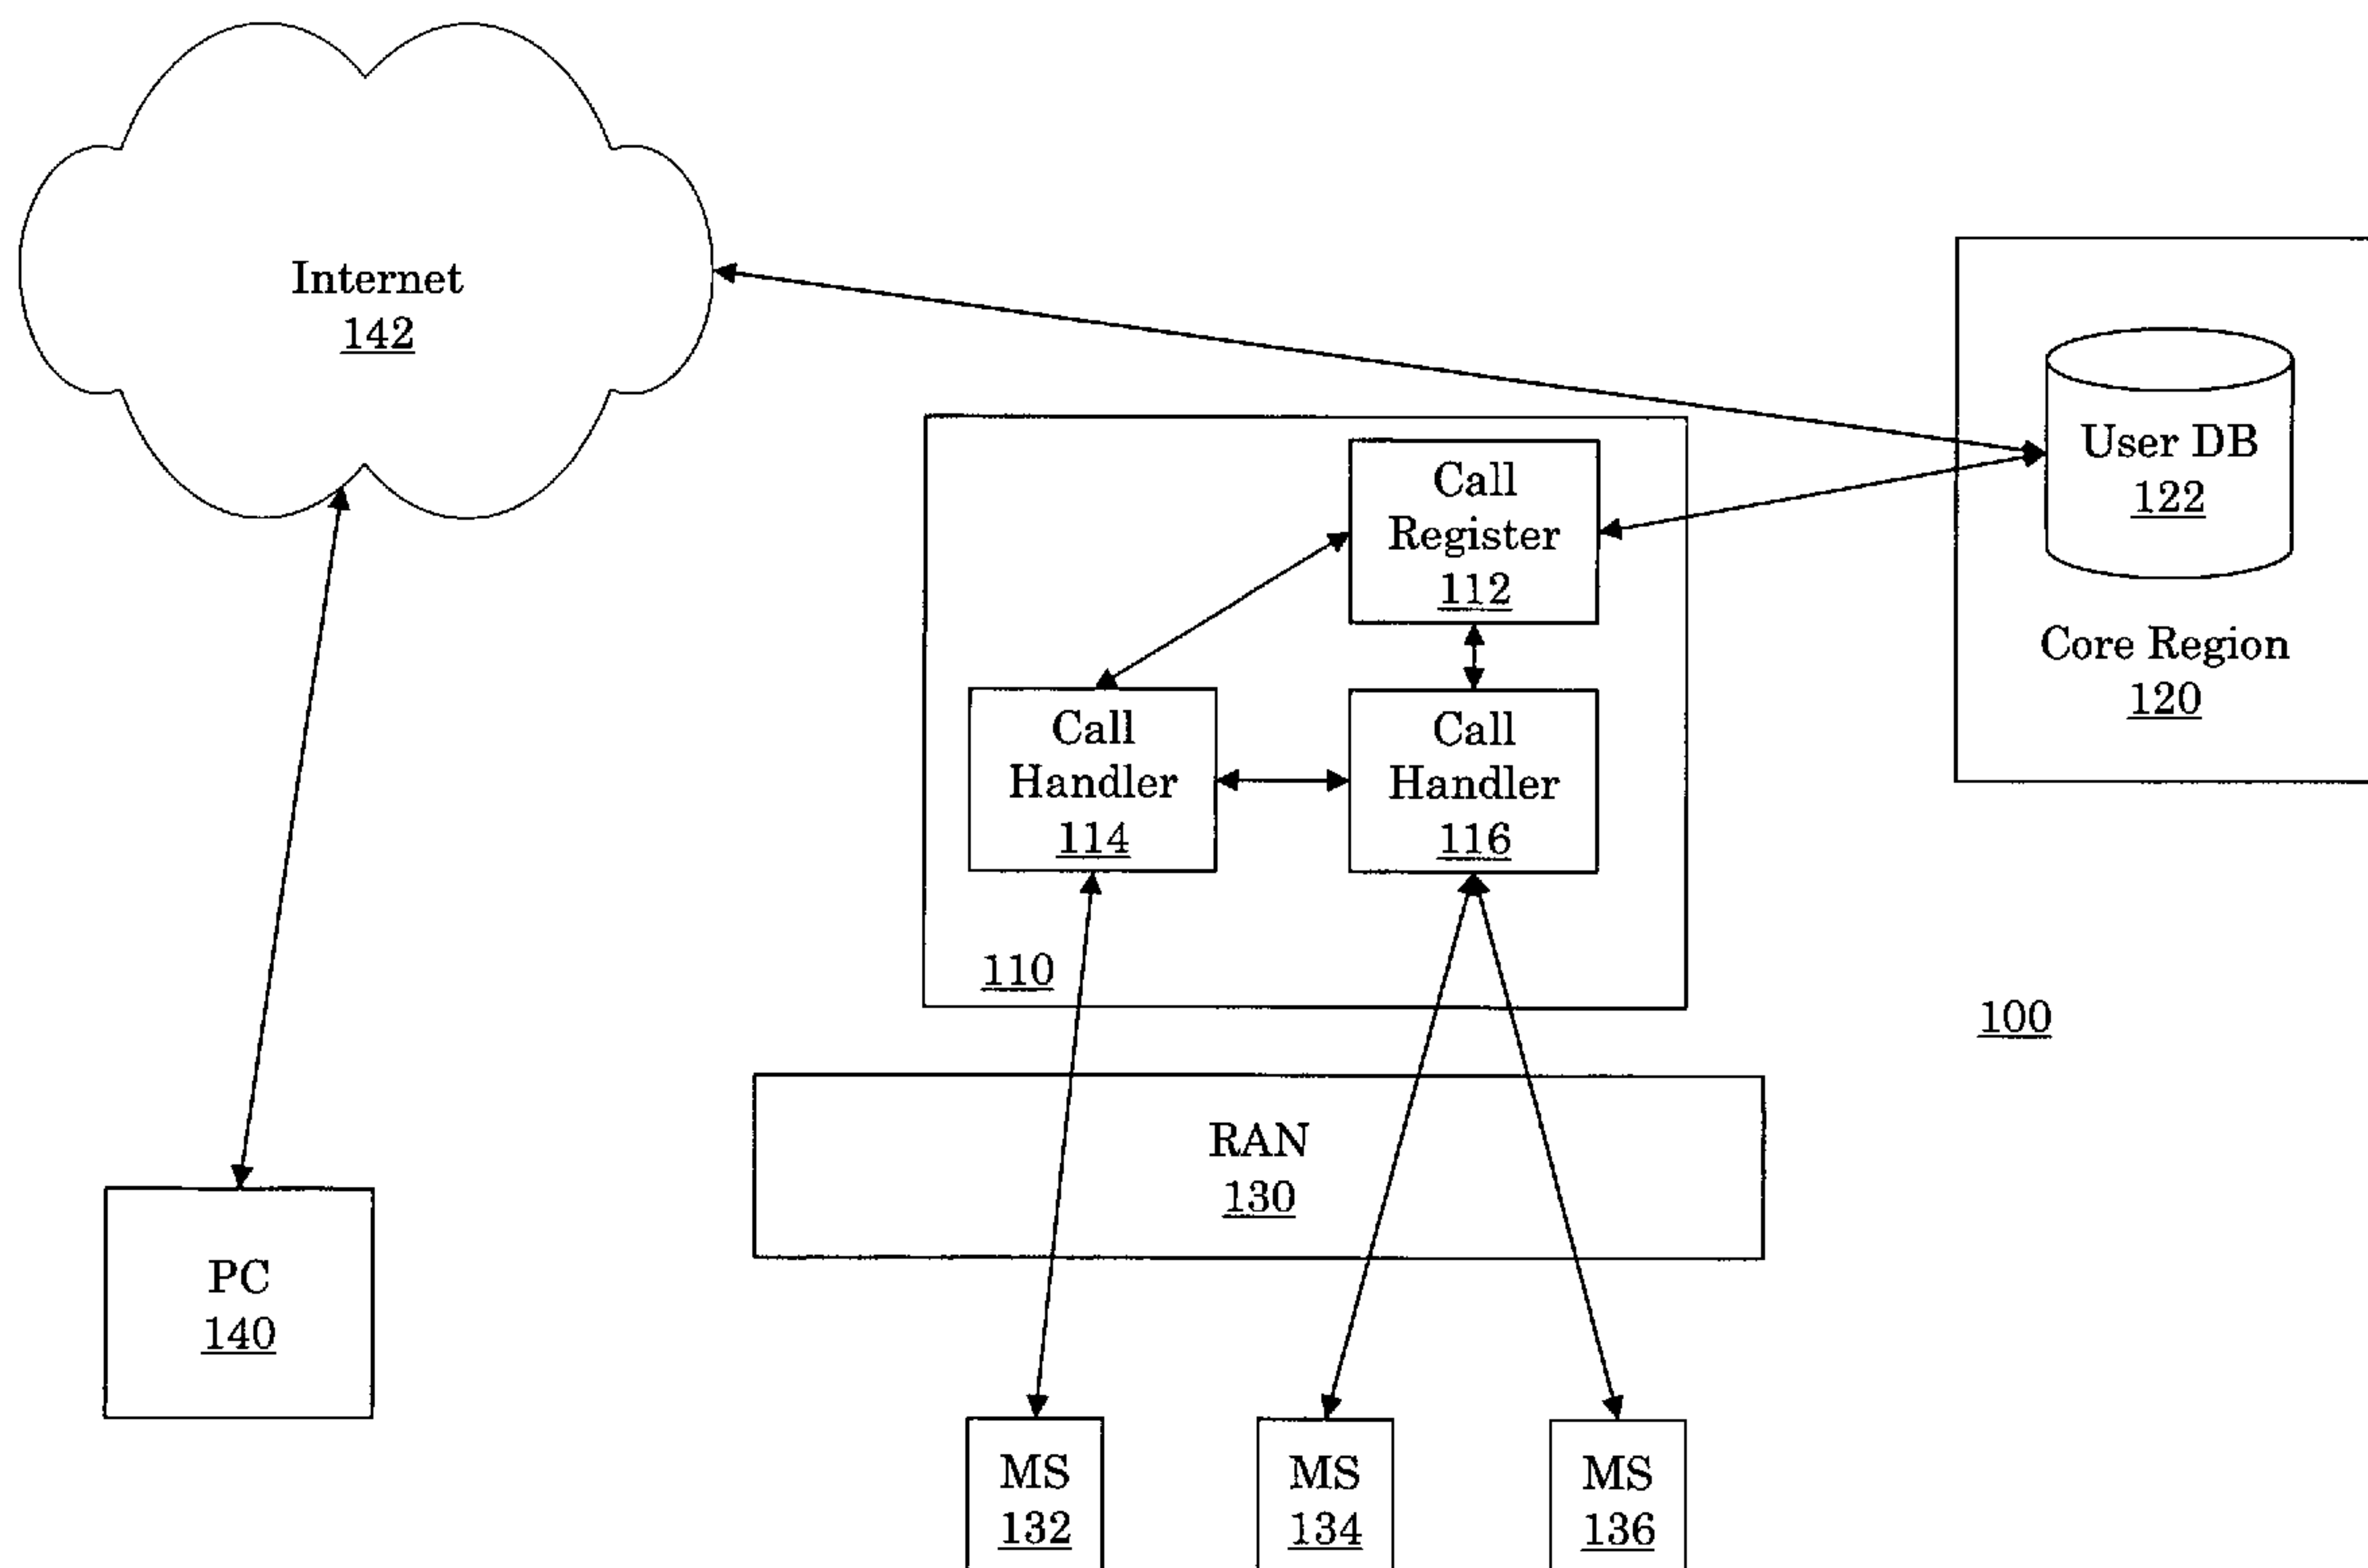 Internet
142
User DB
122
Core Region
120
Call
Register
112
Call
Handler
114
Call
Handler
116
110
100
RAN
130
PC
140
MS
132
MS
134
MS
136